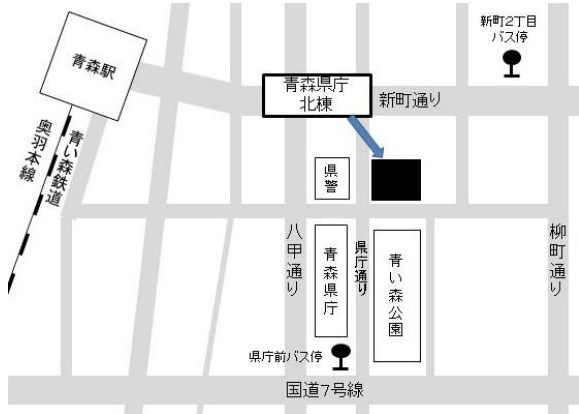 新町2丁目
バス停
青森駅
青森県庁
北棟
新町通り
青い森鉄道
奥羽本線
県警
八甲通り
青森県庁
県庁通り
青い森公園
柳町通り
県庁前バス停
国道7号線